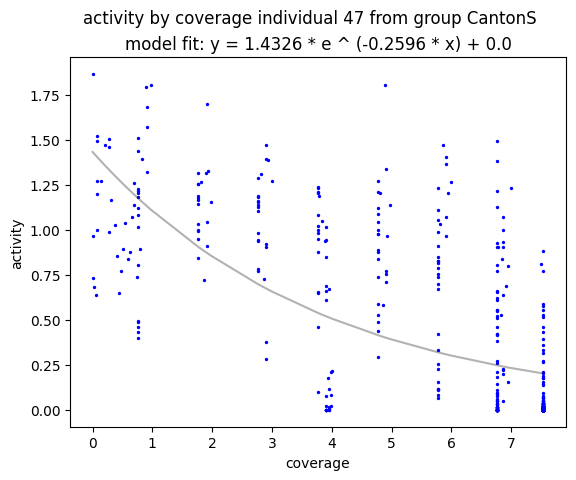 activity by coverage individual 47 from group CantonS
model fit: y = 1.4326 * e ^ (-0.2596 * x) + 0.0
1.75
1.50
1.25
1.00
0.75
0.50
0.25
0.00
activity
0 1 2 3 4 5 6 7
coverage